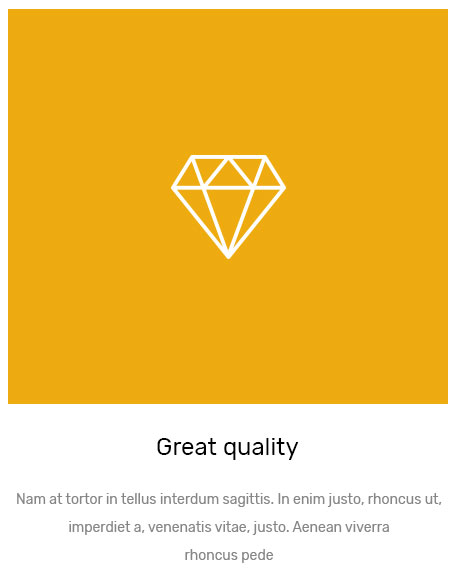 Great quality
Nam at tortor in tellus interdum sagittis. In enim justo, rhoncus ut,
imperdiet a, venenatis vitae, justo. Aenean viverra
rhoncus pede